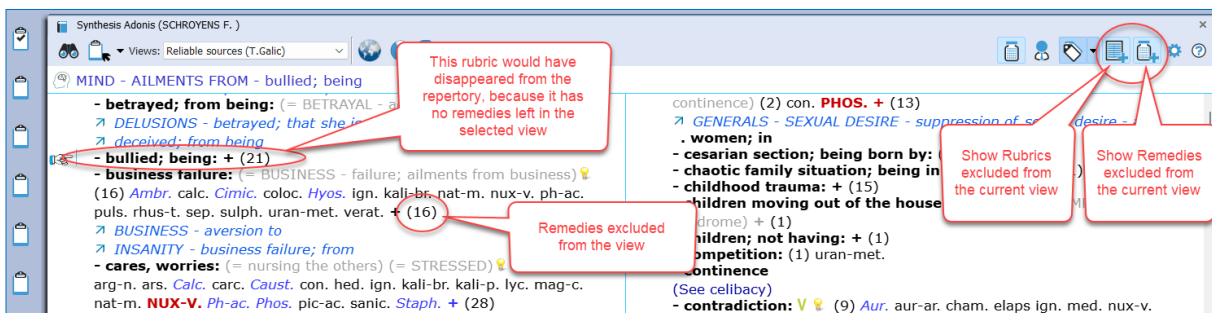 Synthesis Adonis (SCHROYENS F. )
Views: Reliable sources (T.Galic)
MIND - AILMENTS FROM - bullied; being
- betrayed; from being: (= BETRAYAL - a
DELUSIONS - betrayed; that she is
deceived; from being
- bullied; being: + (21)
- business failure: (= BUSINESS - failure; ailments from business)
(16) Ambr. calc. Cimic. coloc. Hyos. ign. kali-br. nat-m. nux-v. ph-ac.
puls. rhus-t. sep. sulph. uran-met. verat. + (16)
BUSINESS - aversion to
INSANITY - business failure; from
- cares, worries: (= nursing the others) (= STRESSED)
arg-n. ars. Calc. carc. Caust. con. hed. ign. kali-br. kali-p. lyc. mag-c.
nat-m. NUX-V. Ph-ac. Phos. pic-ac. sanic. Staph. + (28)
This rubric would have
disappeared from the
repertory, because it has
no remedies left in the
selected view
Remedies excluded
from the view
continence) (2) con. PHOS. + (13)
GENERALS - SEXUAL DESIRE - suppression of sexual desire -
. women; in
- cesarian section; being born by:
- chaotic family situation; being in
- childhood trauma: + (15)
- children moving out of the house
drome) + (1)
children; not having: + (1)
competition: (1) uran-met.
continence
(See celibacy)
- contradiction: V (9) Aur. aur-ar. cham. elaps ign. med. nux-v.
Show Rubrics
excluded from
the current view
Show Remedies
excluded from
the current view